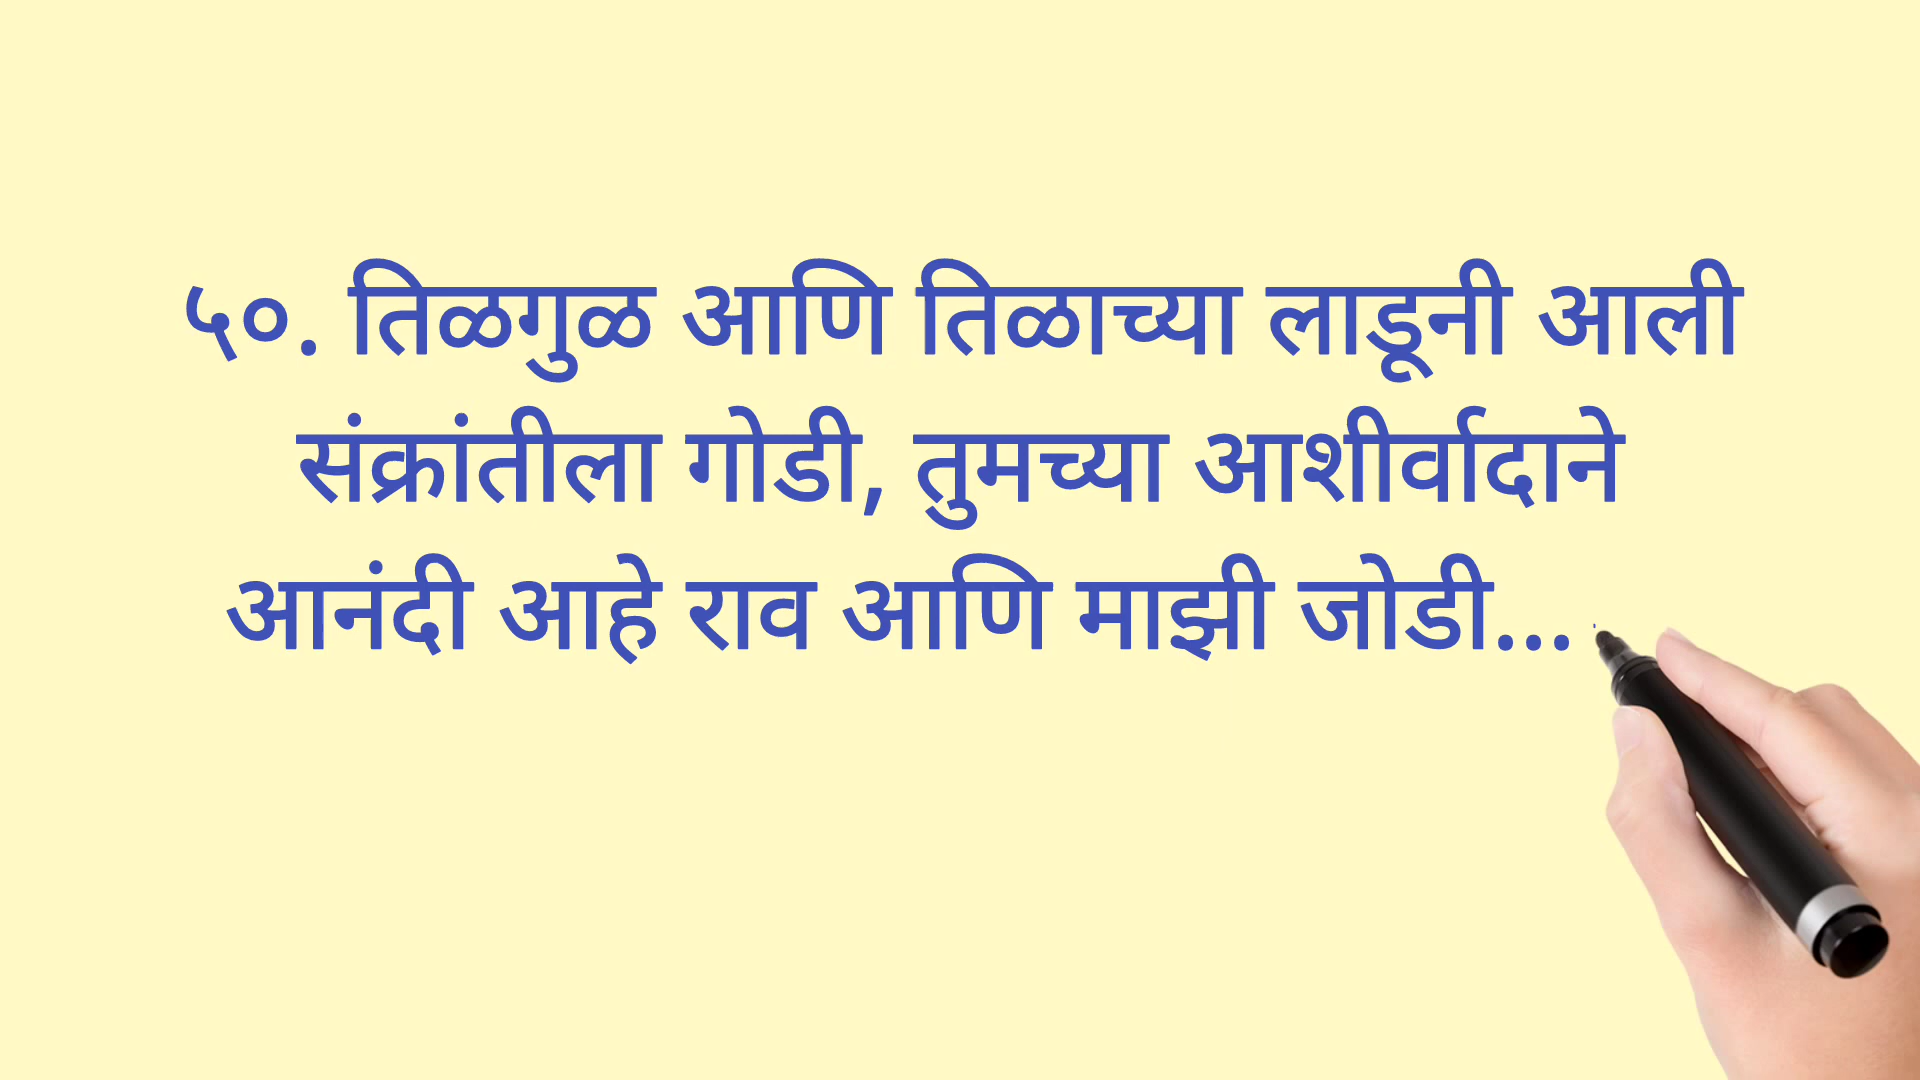 ५०. तिळगुळ आणि तिळाच्या लाडूनी आली
संक्रांतीला गोडी, तुमच्या आशीर्वादाने
आनंदी आहे राव आणि माझी जोडी...